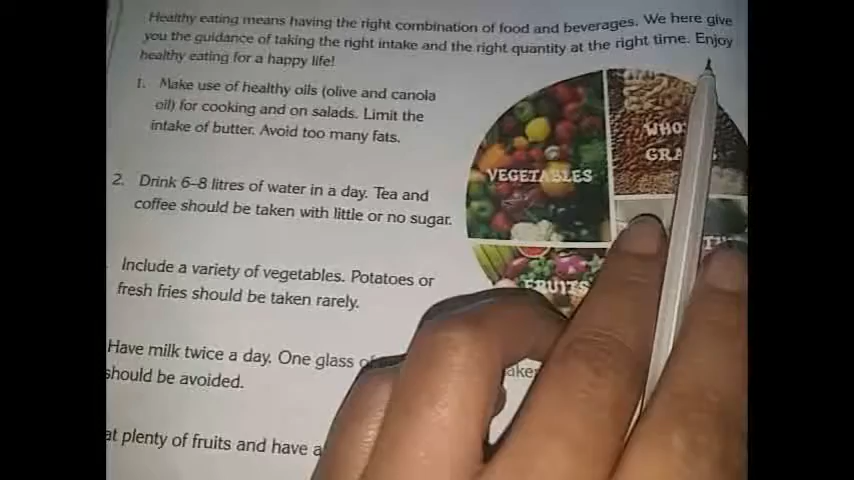 Healthy eating means having the right combination of food and beverages. We here give
you the guidance of taking the right intake and the right quantity at the right time. Enjoy
healthy eating for a happy life!
1. Make use of healthy oils (olive and canola
oil) for cooking and on salads. Limit the
intake of butter. Avoid too many fats.
2. Drink 6–8 litres of water in a day. Tea and
coffee should be taken with little or no sugar.
Include a variety of vegetables. Potatoes or
fresh fries should be taken rarely.
Have milk twice a day. One glass
should be avoided.
at plenty of fruits and have a
VEGETABLES
FRUITS